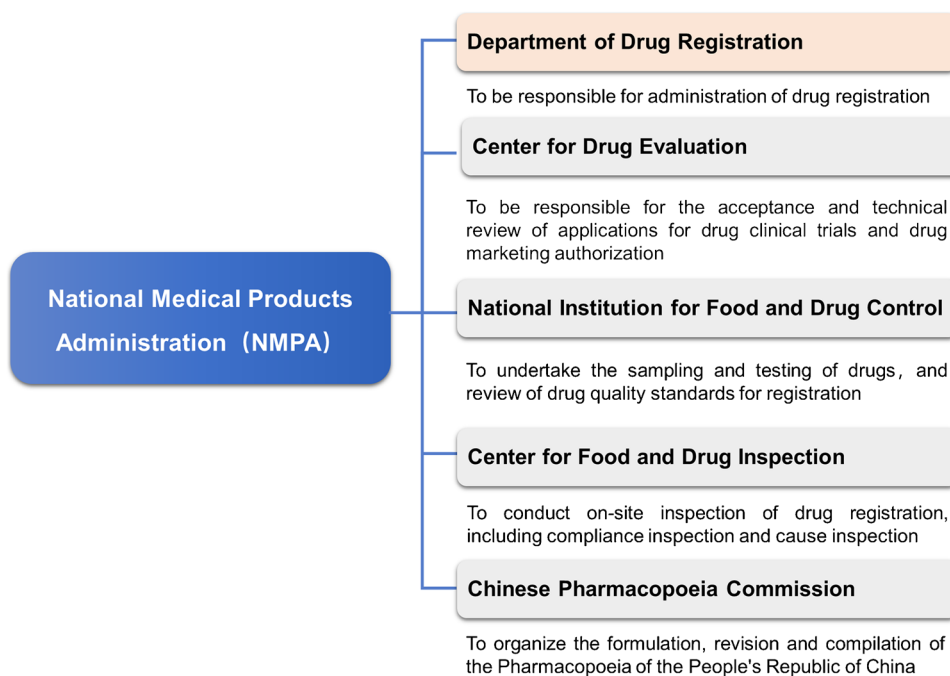 Department of Drug Registration
To be responsible for administration of drug registration
Center for Drug Evaluation
To be responsible for the acceptance and technical
review of applications for drug clinical trials and drug
marketing authorization
National Medical Products
Administration（NMPA）
National Institution for Food and Drug Control
To undertake the sampling and testing of drugs，and
review of drug quality standards for registration
Center for Food and Drug Inspection
To conduct on-site inspection of drug registration,
including compliance inspection and cause inspection
Chinese Pharmacopoeia Commission
To organize the formulation, revision and compilation of
the Pharmacopoeia of the People's Republic of China